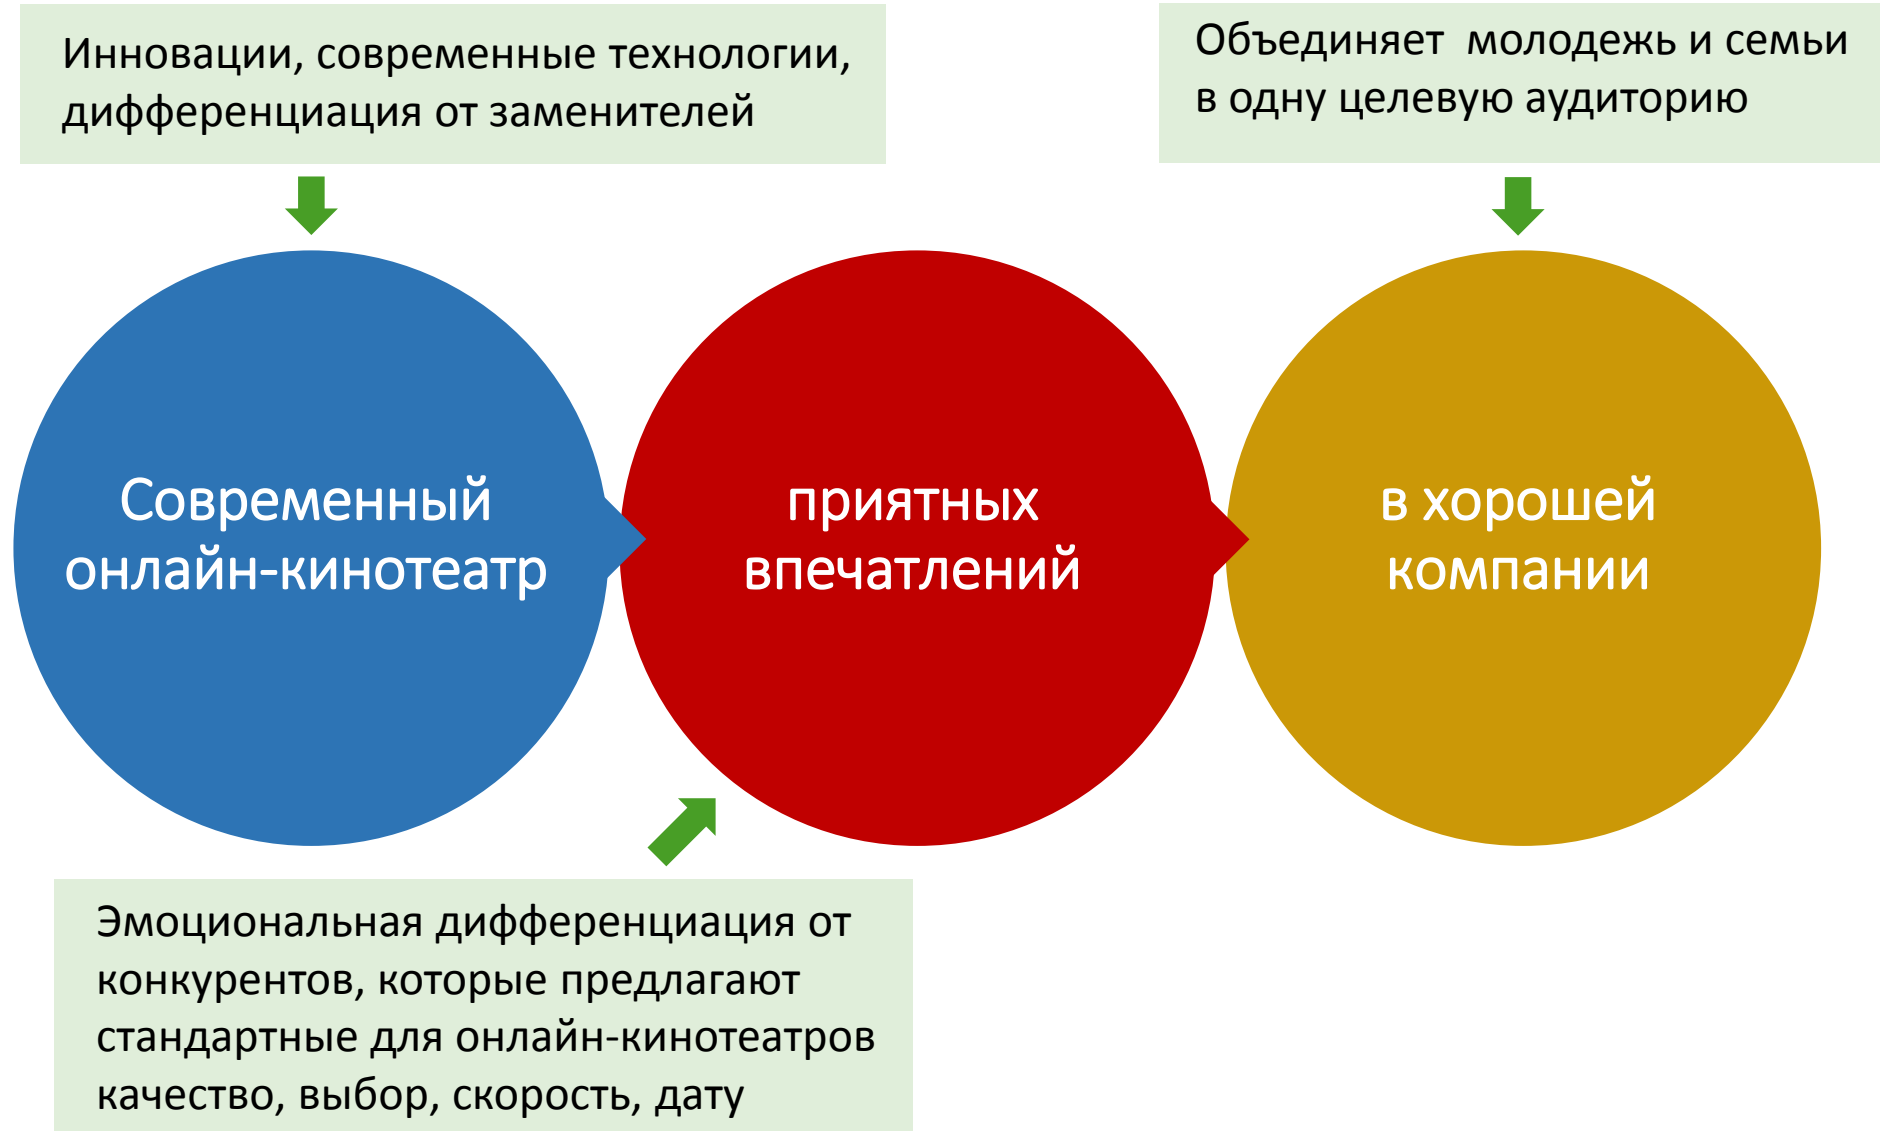 Инновации, современные технологии,
дифференциация от заменителей
Объединяет молодежь и семьи
в одну целевую аудиторию
Современный
онлайн-кинотеатр
приятных
впечатлений
в хорошей
компании
Эмоциональная дифференциация от
конкурентов, которые предлагают
стандартные для онлайн-кинотеатров
качество, выбор, скорость, дату